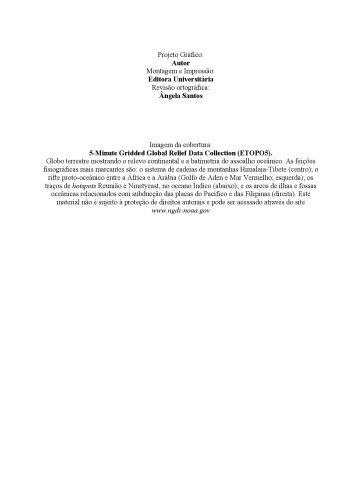 Projeto Gráfico:
Autor
Montagem e Impressão:
Editora Universitária
Revisão ortográfica:
Ângela Santos
Imagem da cobertura:
5-Minute Gridded Global Relief Data Collection (ETOPO5).
Globo terrestre mostrando o relevo continental e a batimetria do assoalho oceânico. As feições
fisiográficas mais marcantes são: o sistema de cadeias de montanhas Himalaia-Tibete (centro); o
rifte proto-oceânico entre a África e a Arábia (Golfo de Aden e Mar Vermelho; esquerda); os
traços de hotspots Reunião e Ninetyeast, no oceano Índico (abaixo); e os arcos de ilhas e fossas
oceânicas relacionados com subducção das placas do Pacífico e das Filipinas (direita). Este
material não é sujeito à proteção de direitos autorais e pode ser acessado através do site
www.ngdc.noaa.gov